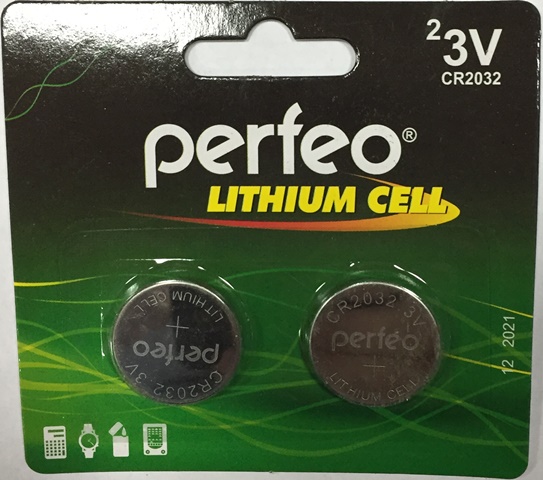 2 3V
CR2032
perfeo®
LITHIUM CELL
LITHIUM CELL
+
perfeo
CR2032 3V
CR2032 3V
perfeo
+
LITHIUM CELL
12 2021